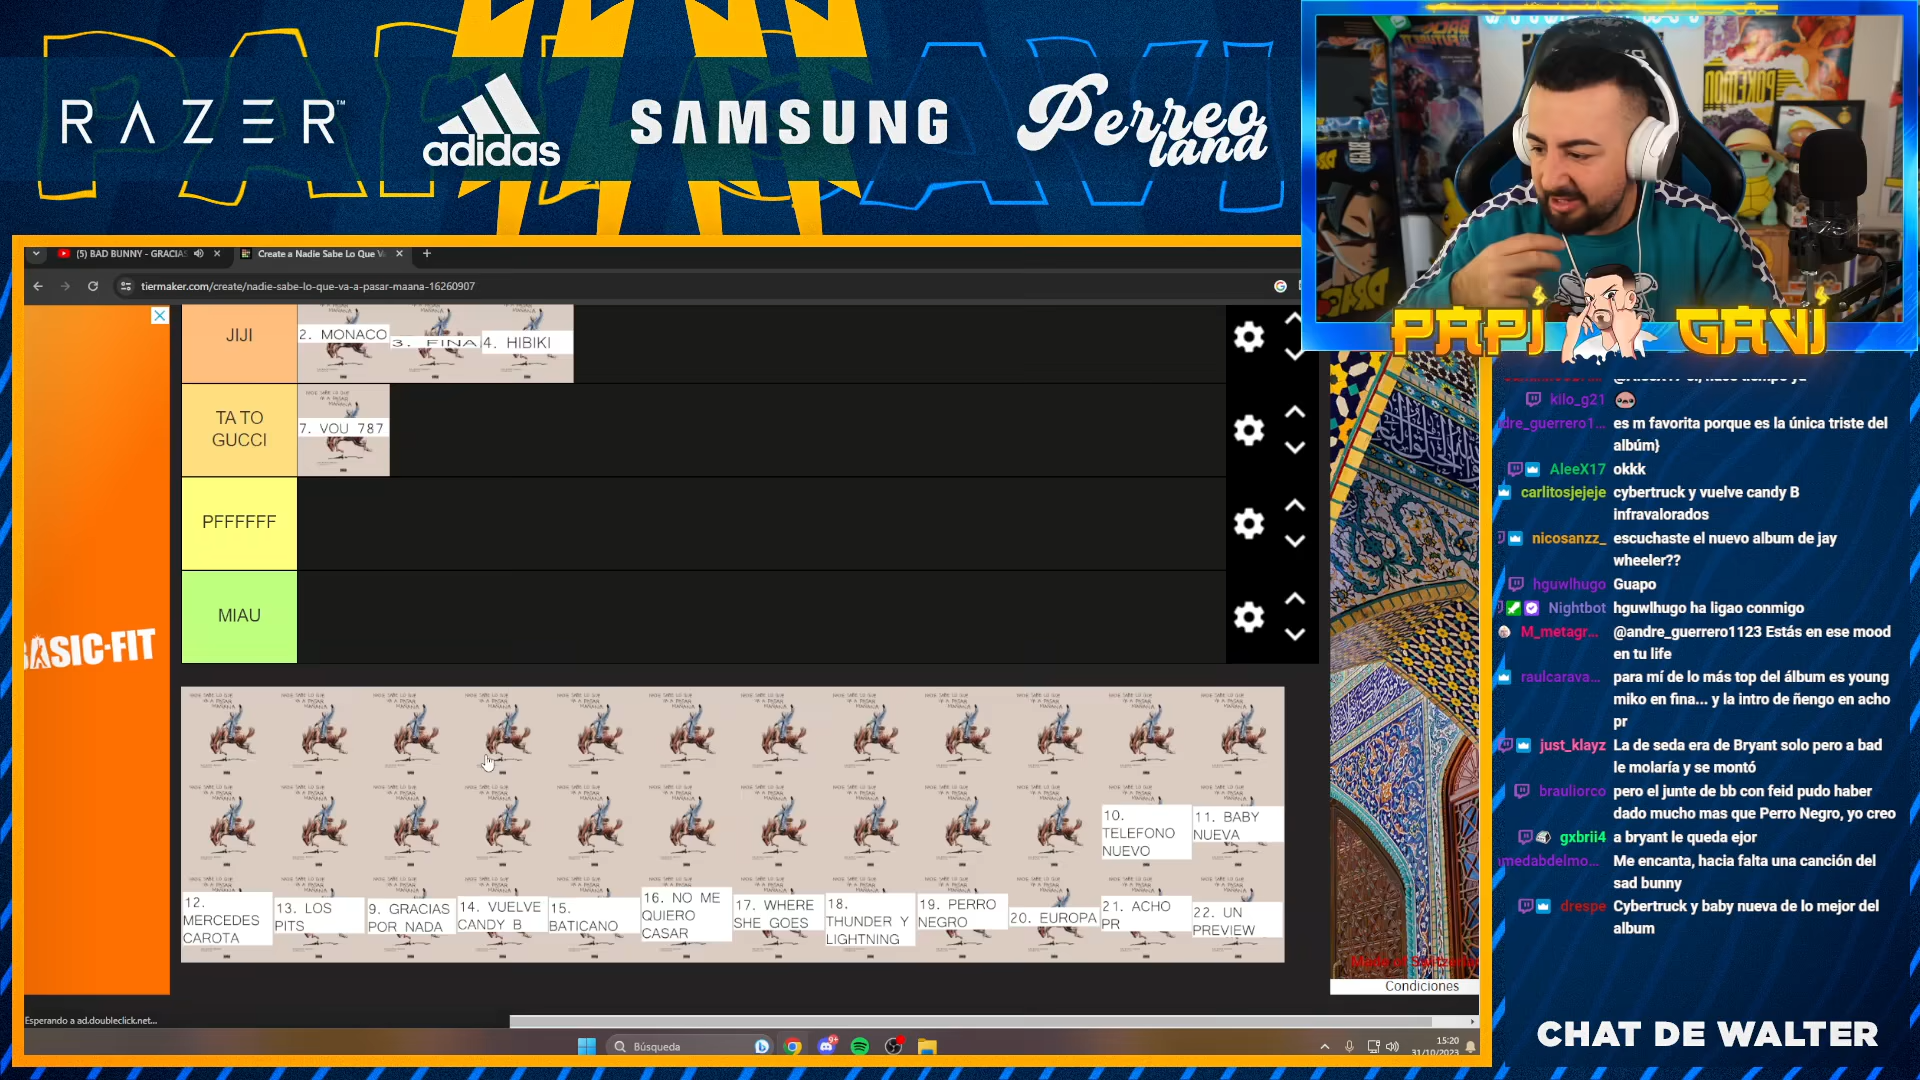 RAZER™
adidas
SAMSUNG
Perreo
land
(5) BAD BUNNY - GRACIAS
Create a Nadie Sabe Lo Que V
tiermaker.com/create/nadie-sabe-lo-que-va-a-pasar-maana-16260907
JIJI
2. MONACO
3. FINA
4. HIBIKI
TA TO
GUCCI
7. VOU 787
PFFFFFF
MIAU
BASIC-FIT
10.
TELEFONO
NUEVO
11. BABY
NUEVA
12.
MERCEDES
CAROTA
13. LOS
PITS
9. GRACIAS
POR NADA
14. VUELVE
CANDY B
15.
BATICANO
16. NO ME
QUIERO
CASAR
17. WHERE
SHE GOES
18.
THUNDER Y
LIGHTNING
19. PERRO
NEGRO
20. EUROPA
21. ACHO
PR
22. UN
PREVIEW
Condiciones
Esperando a ad.doubleclick.net...
Búsqueda
15:20
31/10/2023
PAPI GAVI
kilo_g21
dre_guerrero1... es m favorita porque es la única triste del
albúm}
AleeX17 okkk
carlitosjejeje cybertruck y vuelve candy B
infravalorados
nicosanzz_ escuchaste el nuevo album de jay
wheeler??
hguwlhugo Guapo
Nightbot hguwlhugo ha ligao conmigo
M_metagr... @andre_guerrero1123 Estás en ese mood
en tu life
raulcarava... para mí de lo más top del álbum es young
miko en fina... y la intro de ñengo en acho
pr
just_klayz La de seda era de Bryant solo pero a bad
le molaría y se montó
brauliorco pero el junte de bb con feid pudo haber
dado mucho mas que Perro Negro, yo creo
gxbrii4 a bryant le queda ejor
medabdelmo... Me encanta, hacia falta una canción del
sad bunny
drespe Cybertruck y baby nueva de lo mejor del
album
CHAT DE WALTER